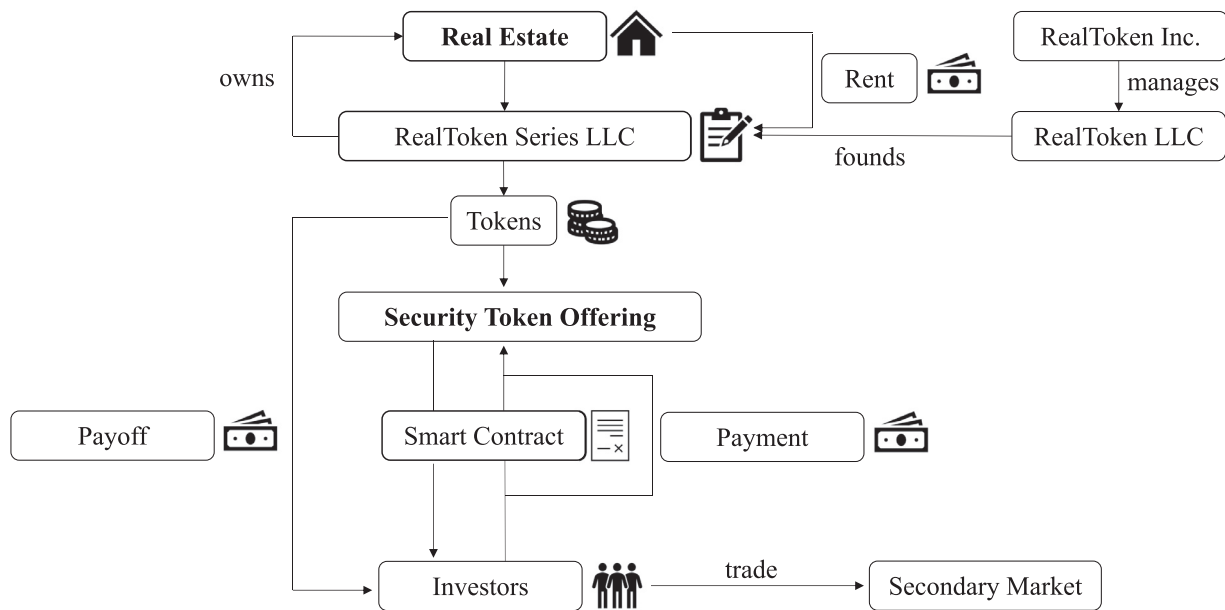 Real Estate
RealToken Inc.
owns
Rent
manages
RealToken Series LLC
RealToken LLC
founds
Tokens
Security Token Offering
Payoff
Smart Contract
Payment
Investors
trade
Secondary Market